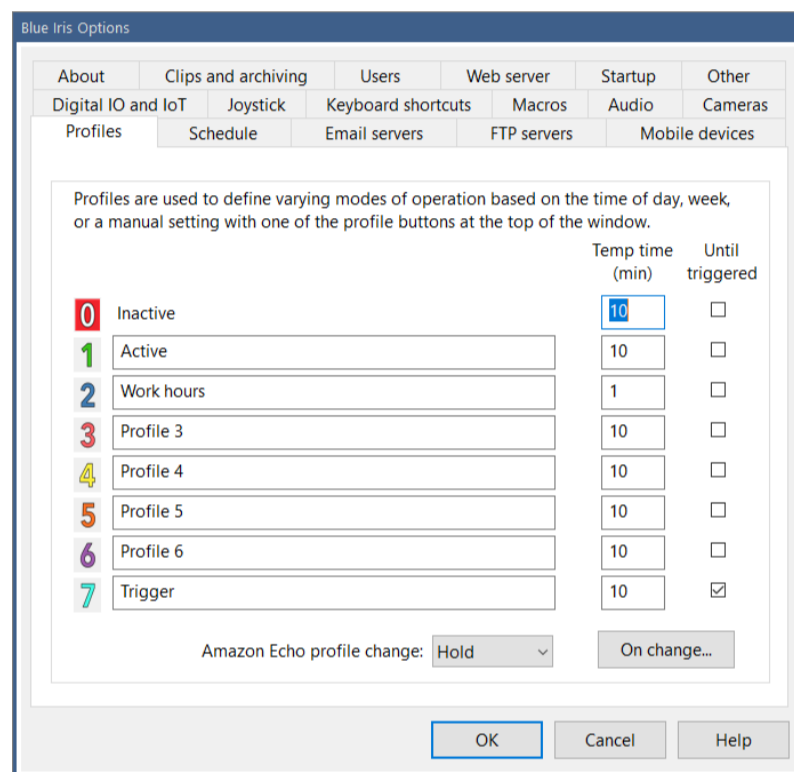 Blue Iris Options
About Clips and archiving Users Web server Startup Other
Digital IO and IoT Joystick Keyboard shortcuts Macros Audio Cameras
Profiles Schedule Email servers FTP servers Mobile devices
Profiles are used to define varying modes of operation based on the time of day, week,
or a manual setting with one of the profile buttons at the top of the window.
Temp time Until
(min) triggered
0 Inactive 10
1 Active 10
2 Work hours 1
3 Profile 3 10
4 Profile 4 10
5 Profile 5 10
6 Profile 6 10
7 Trigger 10
Amazon Echo profile change: Hold On change...
OK Cancel Help